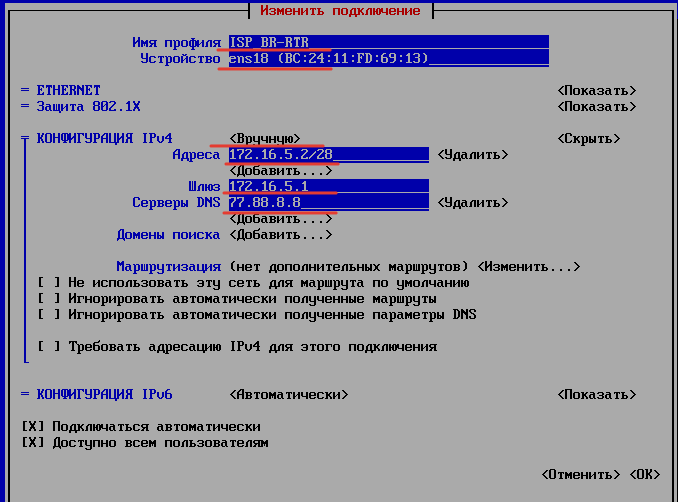 Изменить подключение
Имя профиля ISP_BR-RTR
Устройство ens18 (BC:24:11:FD:69:13)
= ETHERNET <Показать>
= Защита 802.1X <Показать>
КОНФИГУРАЦИЯ IPv4 <Вручную> <Скрыть>
Адреса 172.16.5.2/28 <Удалить>
<Добавить...>
Шлюз 172.16.5.1
Серверы DNS 77.88.8.8 <Удалить>
<Добавить...>
Домены поиска <Добавить...>
Маршрутизация (нет дополнительных маршрутов) <Изменить...>
[ ] Не использовать эту сеть для маршрута по умолчанию
[ ] Игнорировать автоматически полученные маршруты
[ ] Игнорировать автоматически полученные параметры DNS
[ ] Требовать адресацию IPv4 для этого подключения
= КОНФИГУРАЦИЯ IPv6 <Автоматически> <Показать>
[X] Подключаться автоматически
[X] Доступно всем пользователям
<Отменить> <OK>